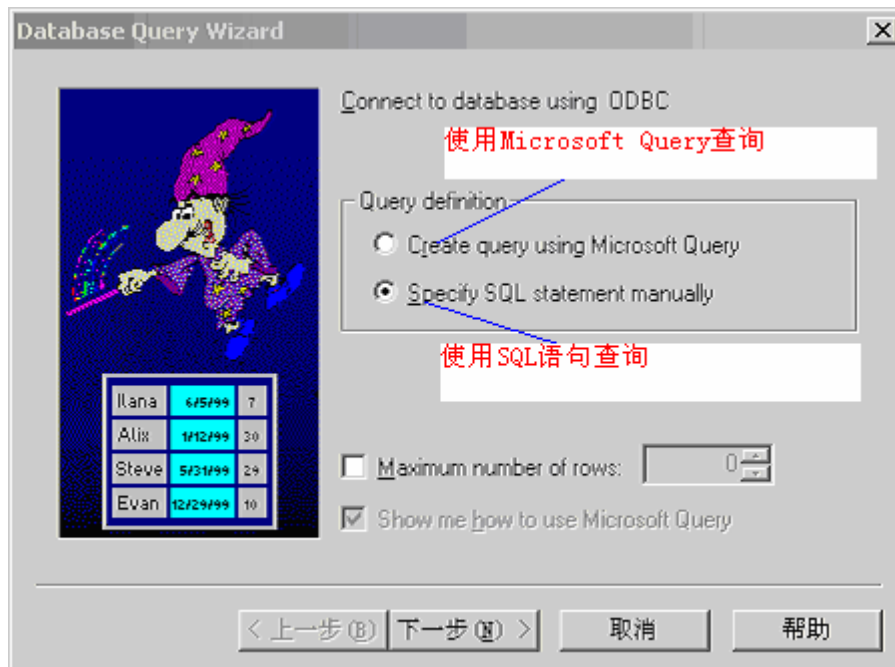 Database Query Wizard
Connect to database using ODBC
使用Microsoft Query查询
Query definition
Create query using Microsoft Query
Specify SQL statement manually
使用SQL语句查询
Ilana 6/5/99 7
Alix 1/12/99 30
Steve 5/31/99 29
Evan 12/29/99 10
Maximum number of rows: 0
Show me how to use Microsoft Query
< 上一步(B) 下一步(N) > 取消 帮助